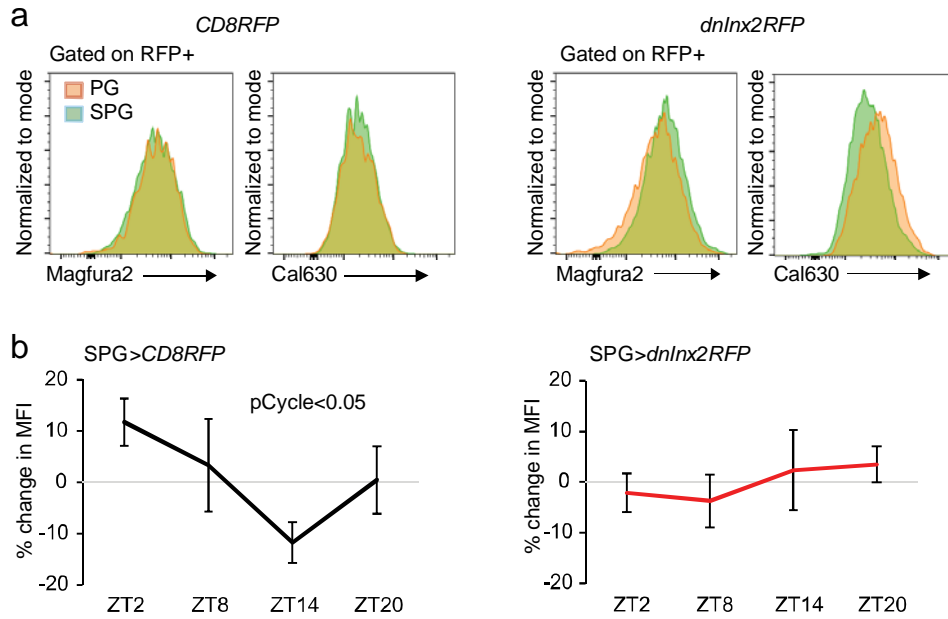 a
CD8RFP
dnInx2RFP
Gated on RFP+
Gated on RFP+
PG
SPG
Normalized to mode
Normalized to mode
Normalized to mode
Normalized to mode
Magfura2
Cal630
Magfura2
Cal630
b
SPG>CD8RFP
SPG>dnInx2RFP
pCycle<0.05
% change in MFI
20
10
0
-10
-20
ZT2 ZT8 ZT14 ZT20
% change in MFI
20
10
0
-10
-20
ZT2 ZT8 ZT14 ZT20